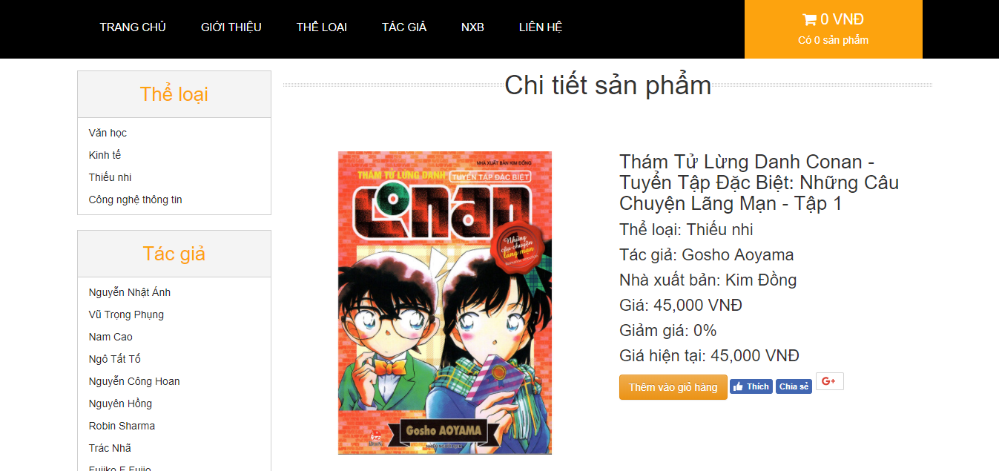 TRANG CHỦ
GIỚI THIỆU
THỂ LOẠI
TÁC GIẢ
NXB
LIÊN HỆ
0 VNĐ
Có 0 sản phẩm
Thể loại
Văn học
Kinh tế
Thiếu nhi
Công nghệ thông tin
Tác giả
Nguyễn Nhật Ánh
Vũ Trọng Phụng
Nam Cao
Ngô Tất Tố
Nguyễn Công Hoan
Nguyên Hồng
Robin Sharma
Trác Nhã
Fujiko F Fujio
Chi tiết sản phẩm
NHÀ XUẤT BẢN KIM ĐỒNG
THÁM TỬ LỪNG DANH
TUYỂN TẬP ĐẶC BIỆT
conan
Những
câu chuyện
lãng mạn
Gosho AOYAMA
Thám Tử Lừng Danh Conan -
Tuyển Tập Đặc Biệt: Những Câu
Chuyện Lãng Mạn - Tập 1
Thể loại: Thiếu nhi
Tác giả: Gosho Aoyama
Nhà xuất bản: Kim Đồng
Giá: 45,000 VNĐ
Giảm giá: 0%
Giá hiện tại: 45,000 VNĐ
Thêm vào giỏ hàng
Thích
Chia sẻ
G+